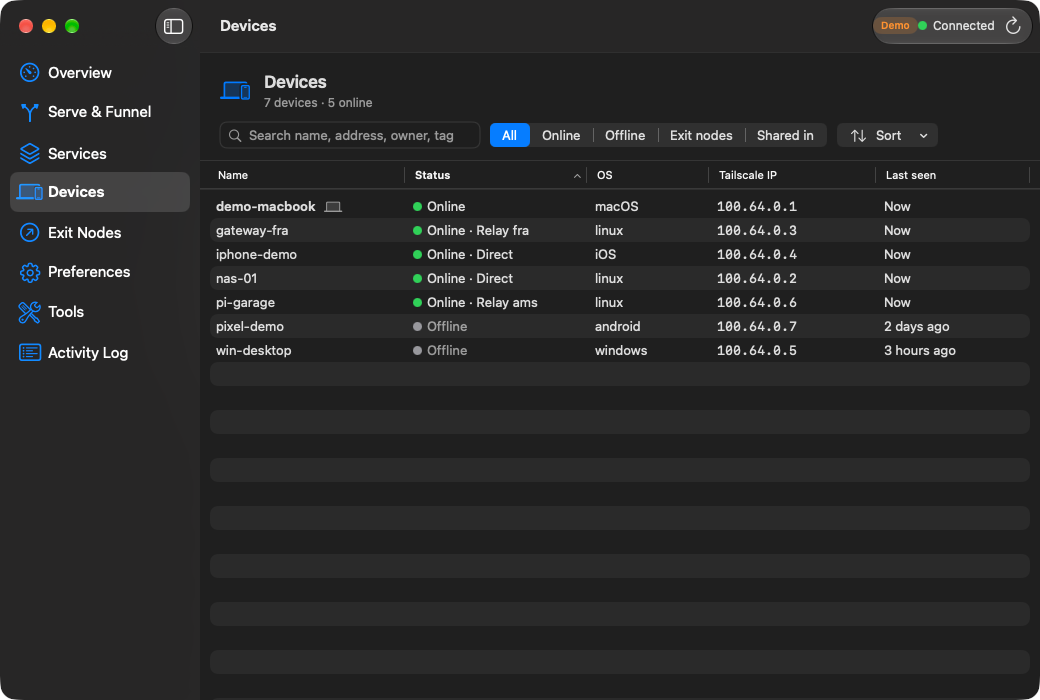 Devices
Demo Connected
Overview
Serve & Funnel
Services
Devices
Exit Nodes
Preferences
Tools
Activity Log
Devices
7 devices · 5 online
Search name, address, owner, tag
All Online Offline Exit nodes Shared in Sort
Name Status OS Tailscale IP Last seen
demo-macbook Online macOS 100.64.0.1 Now
gateway-fra Online · Relay fra linux 100.64.0.3 Now
iphone-demo Online · Direct iOS 100.64.0.4 Now
nas-01 Online · Direct linux 100.64.0.2 Now
pi-garage Online · Relay ams linux 100.64.0.6 Now
pixel-demo Offline android 100.64.0.7 2 days ago
win-desktop Offline windows 100.64.0.5 3 hours ago